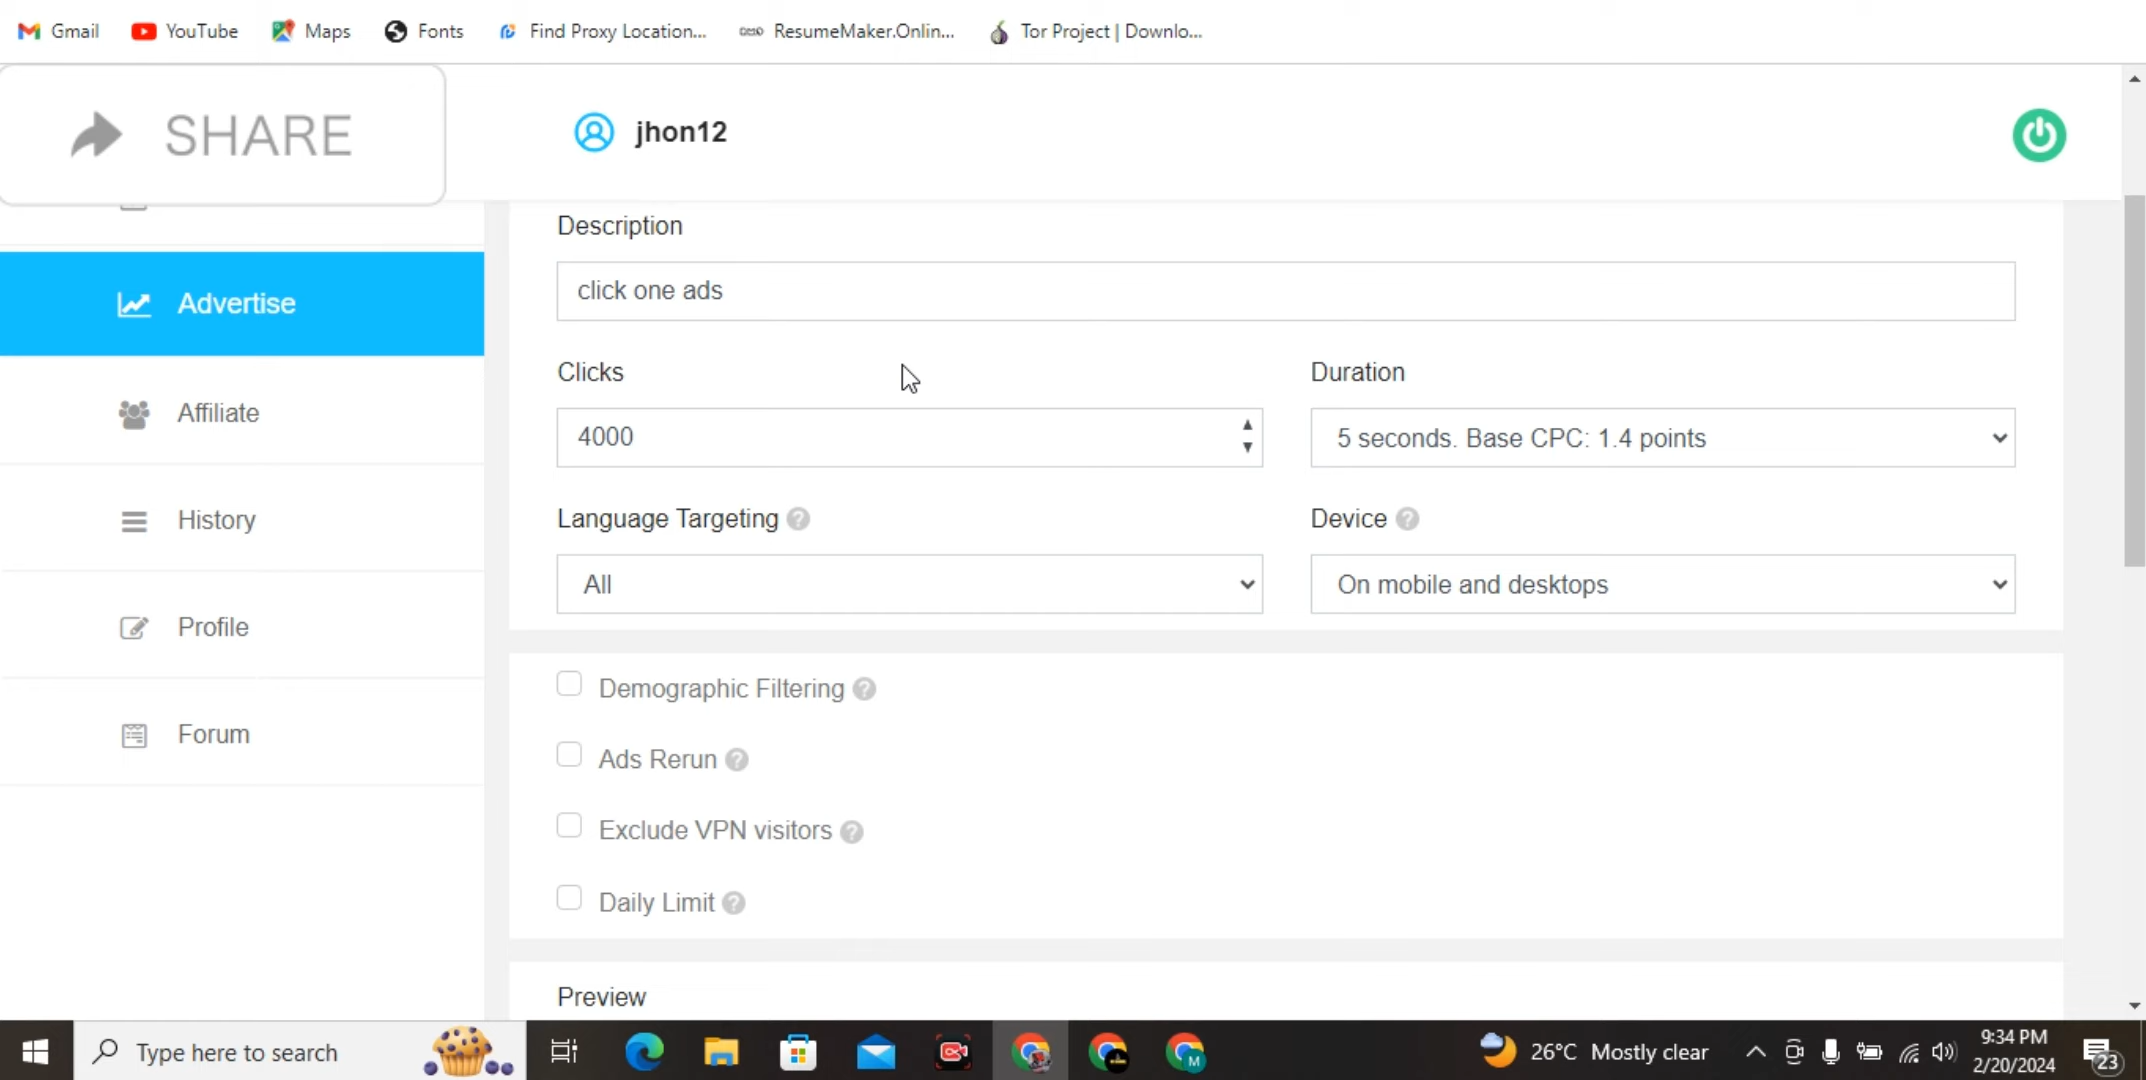 Gmail YouTube Maps Fonts Find Proxy Location... ResumeMaker.Onlin... Tor Project | Downlo...
SHARE
jhon12
Description
click one ads
Advertise
Clicks Duration
4000 5 seconds. Base CPC: 1.4 points
Affiliate
Language Targeting ? Device ?
History
All On mobile and desktops
Profile
Demographic Filtering ?
Forum
Ads Rerun ?
Exclude VPN visitors ?
Daily Limit ?
Preview
Type here to search 26°C Mostly clear 9:34 PM
2/20/2024
23
M